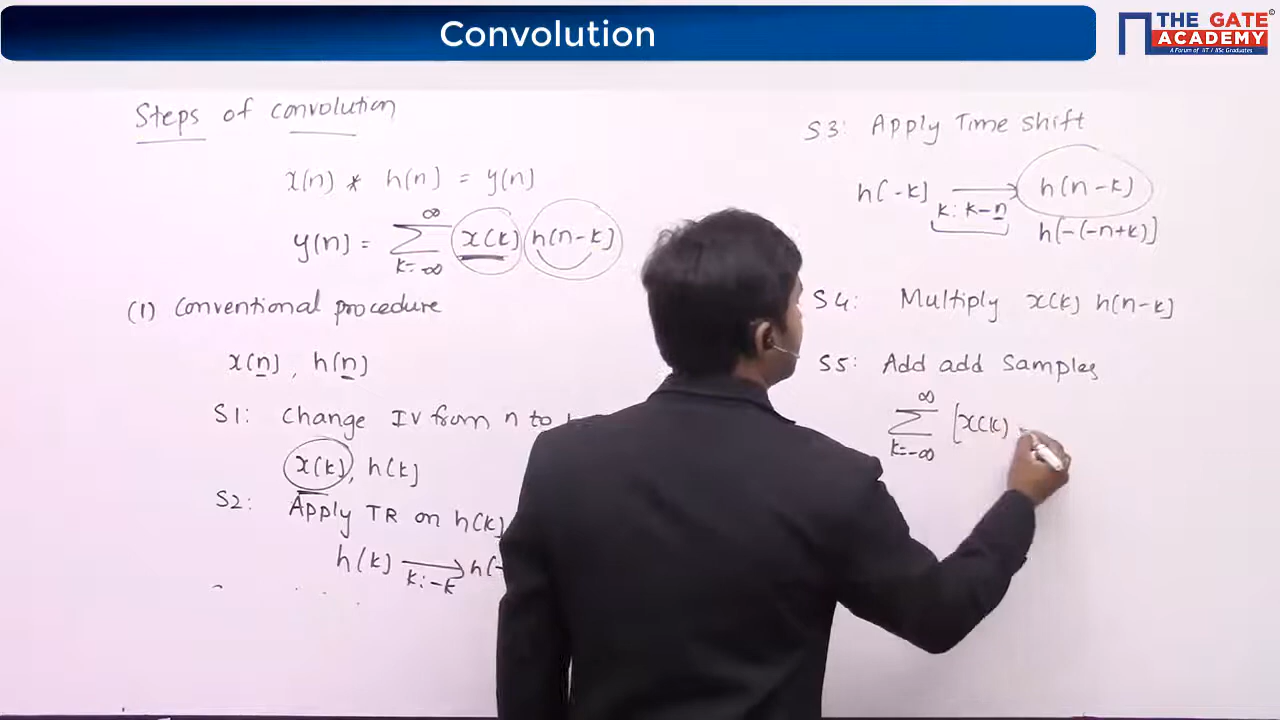 Convolution
THE GATE ACADEMY
A Forum of IIT / IISc Graduates
Steps of convolution
x(n) * h(n) = y(n)
y(n) = ∑ k=-∞ ∞ x(k) h(n-k)
(1) Conventional procedure
x(n), h(n)
S1: Change IV from n to
x(k), h(k)
S2: Apply TR on h(k)
h(k) → k:-k h(-
S3: Apply Time shift
h(-k) → k: k-n h(n-k)
h[-(-n+k)]
S4: Multiply x(k) h(n-k)
S5: Add add Samples
∑ k=-∞ ∞ [x(k)